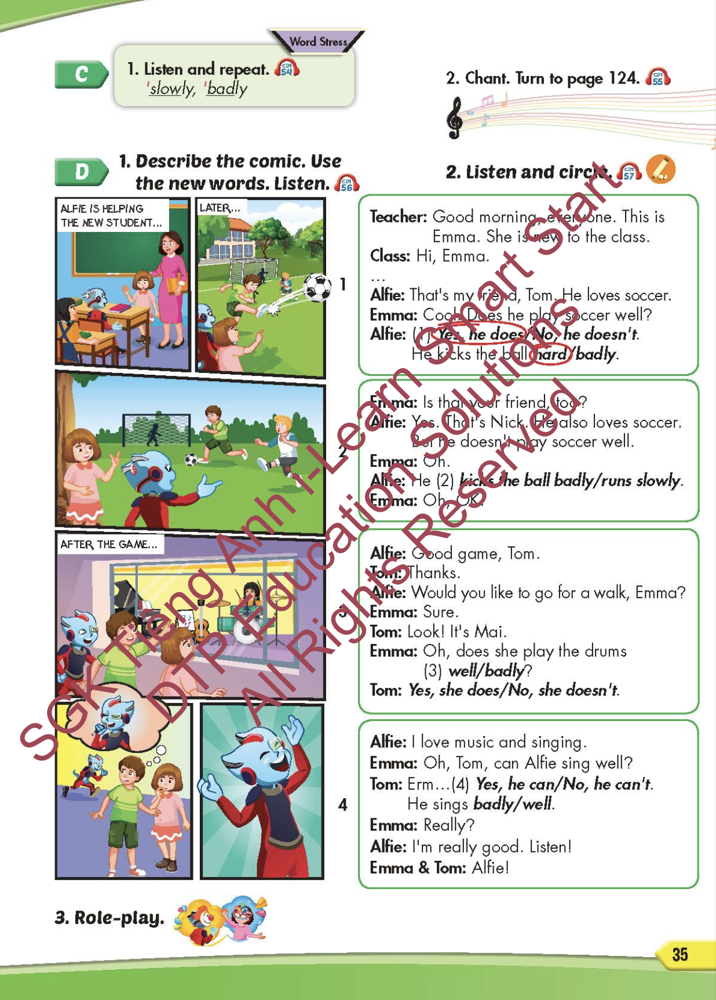 Word Stress
C
1. Listen and repeat. CD1 54
'slowly, 'badly
2. Chant. Turn to page 124. CD1 55
D
1. Describe the comic. Use
the new words. Listen. CD1 56
ALFIE IS HELPING
THE NEW STUDENT...
LATER...
AFTER THE GAME...
2. Listen and circle. CD1 57
1
Teacher: Good morning, everyone. This is
Emma. She is new to the class.
Class: Hi, Emma.
...
Alfie: That's my friend, Tom. He loves soccer.
Emma: Cool. Does he play soccer well?
Alfie: (1) Yes, he does/No, he doesn't.
He kicks the ball hard/badly.
2
Emma: Is that your friend, too?
Alfie: Yes. That's Nick. He also loves soccer.
But he doesn't play soccer well.
Emma: Oh.
Alfie: He (2) kicks the ball badly/runs slowly.
Emma: Oh, OK.
3
Alfie: Good game, Tom.
Tom: Thanks.
Alfie: Would you like to go for a walk, Emma?
Emma: Sure.
Tom: Look! It's Mai.
Emma: Oh, does she play the drums
(3) well/badly?
Tom: Yes, she does/No, she doesn't.
4
Alfie: I love music and singing.
Emma: Oh, Tom, can Alfie sing well?
Tom: Erm...(4) Yes, he can/No, he can't.
He sings badly/well.
Emma: Really?
Alfie: I'm really good. Listen!
Emma & Tom: Alfie!
3. Role-play.
35
SGK Tieng Anh i-Learn Smart Start
DTP Education Solutions
All Rights Reserved